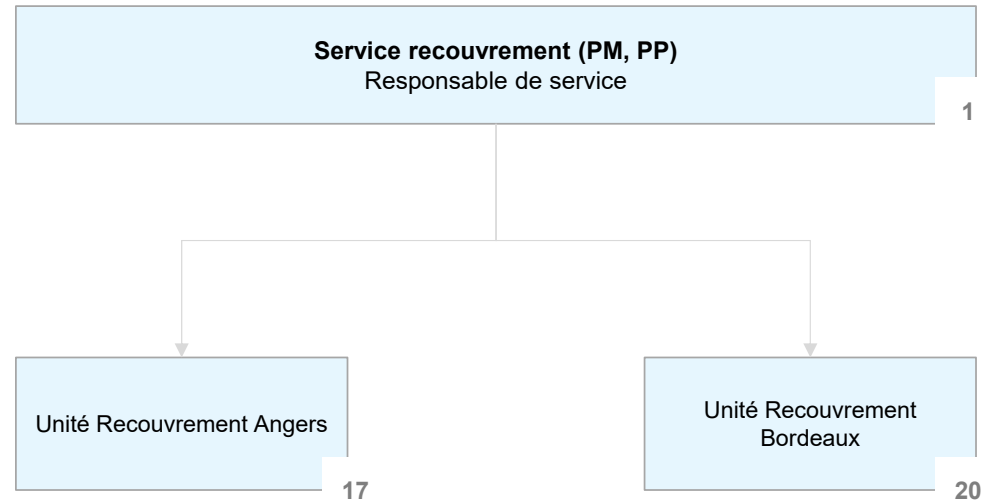 Service recouvrement (PM, PP)
Responsable de service
1
Unité Recouvrement Angers
17
Unité Recouvrement
Bordeaux
20